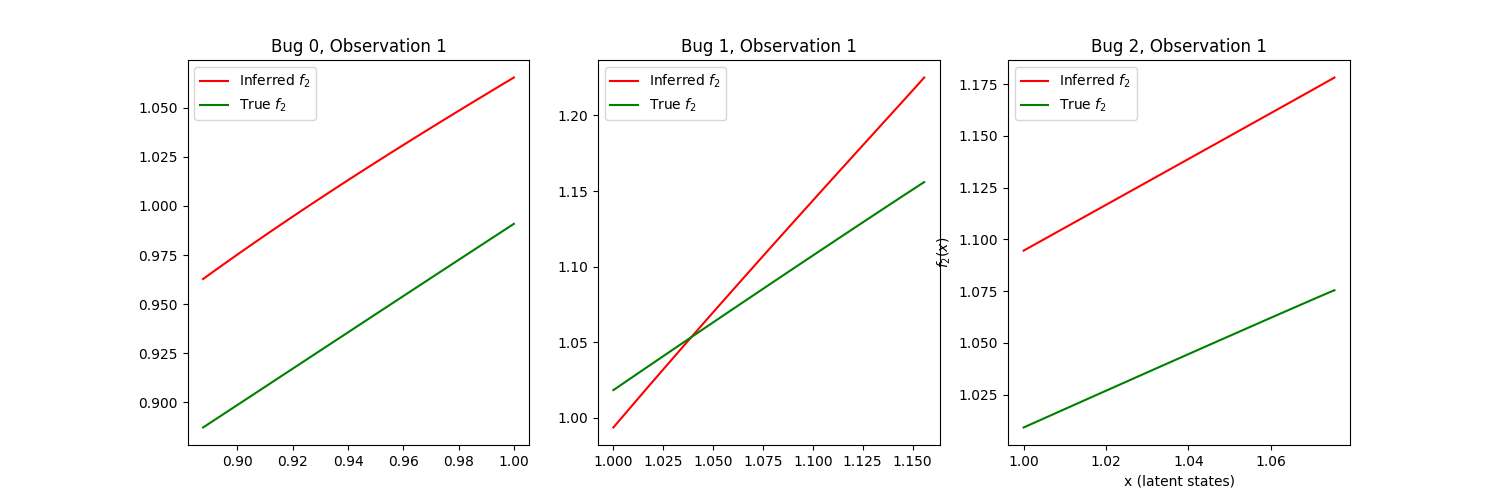 Bug 0, Observation 1
Inferred f₂
True f₂
1.050
1.025
1.000
0.975
0.950
0.925
0.900
0.90 0.92 0.94 0.96 0.98 1.00
Bug 1, Observation 1
Inferred f₂
True f₂
1.20
1.15
1.10
1.05
1.00
1.000 1.025 1.050 1.075 1.100 1.125 1.150
Bug 2, Observation 1
Inferred f₂
True f₂
f₂(x)
1.175
1.150
1.125
1.100
1.075
1.050
1.025
1.00 1.02 1.04 1.06
x (latent states)